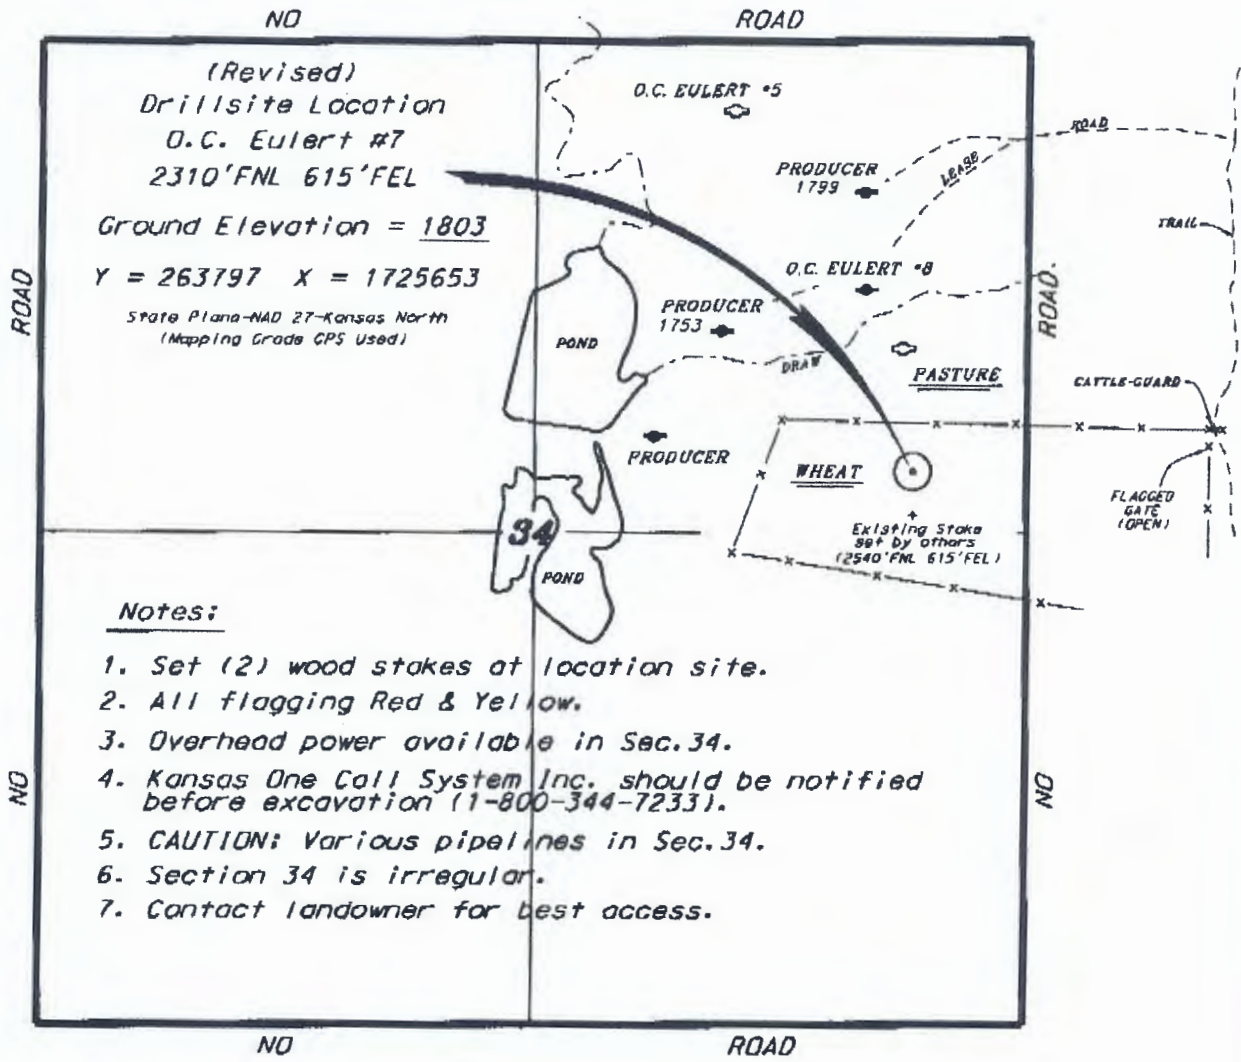 NO ROAD
(Revised)
Drillsite Location
O.C. Eulert #7
2310'FNL 615'FEL
Ground Elevation = 1803
Y = 263797 X = 1725653
State Plane-NAD 27-Kansas North
(Mapping Grade GPS Used)
O.C. EULERT #5
PRODUCER
1799
ROAD
LEASE
TRAIL
O.C. EULERT #8
PRODUCER
1753
POND
DRAW
PASTURE
ROAD
ROAD.
CATTLE-GUARD
PRODUCER
WHEAT
FLAGGED
GATE
(OPEN)
34
Existing Stake
set by others
(2540'FNL 615'FEL)
POND
Notes:
1. Set (2) wood stakes at location site.
2. All flagging Red & Yellow.
3. Overhead power available in Sec.34.
4. Kansas One Call System Inc. should be notified
before excavation (1-800-344-7233).
5. CAUTION: Various pipelines in Sec.34.
6. Section 34 is irregular.
7. Contact landowner for best access.
NO
NO
NO ROAD